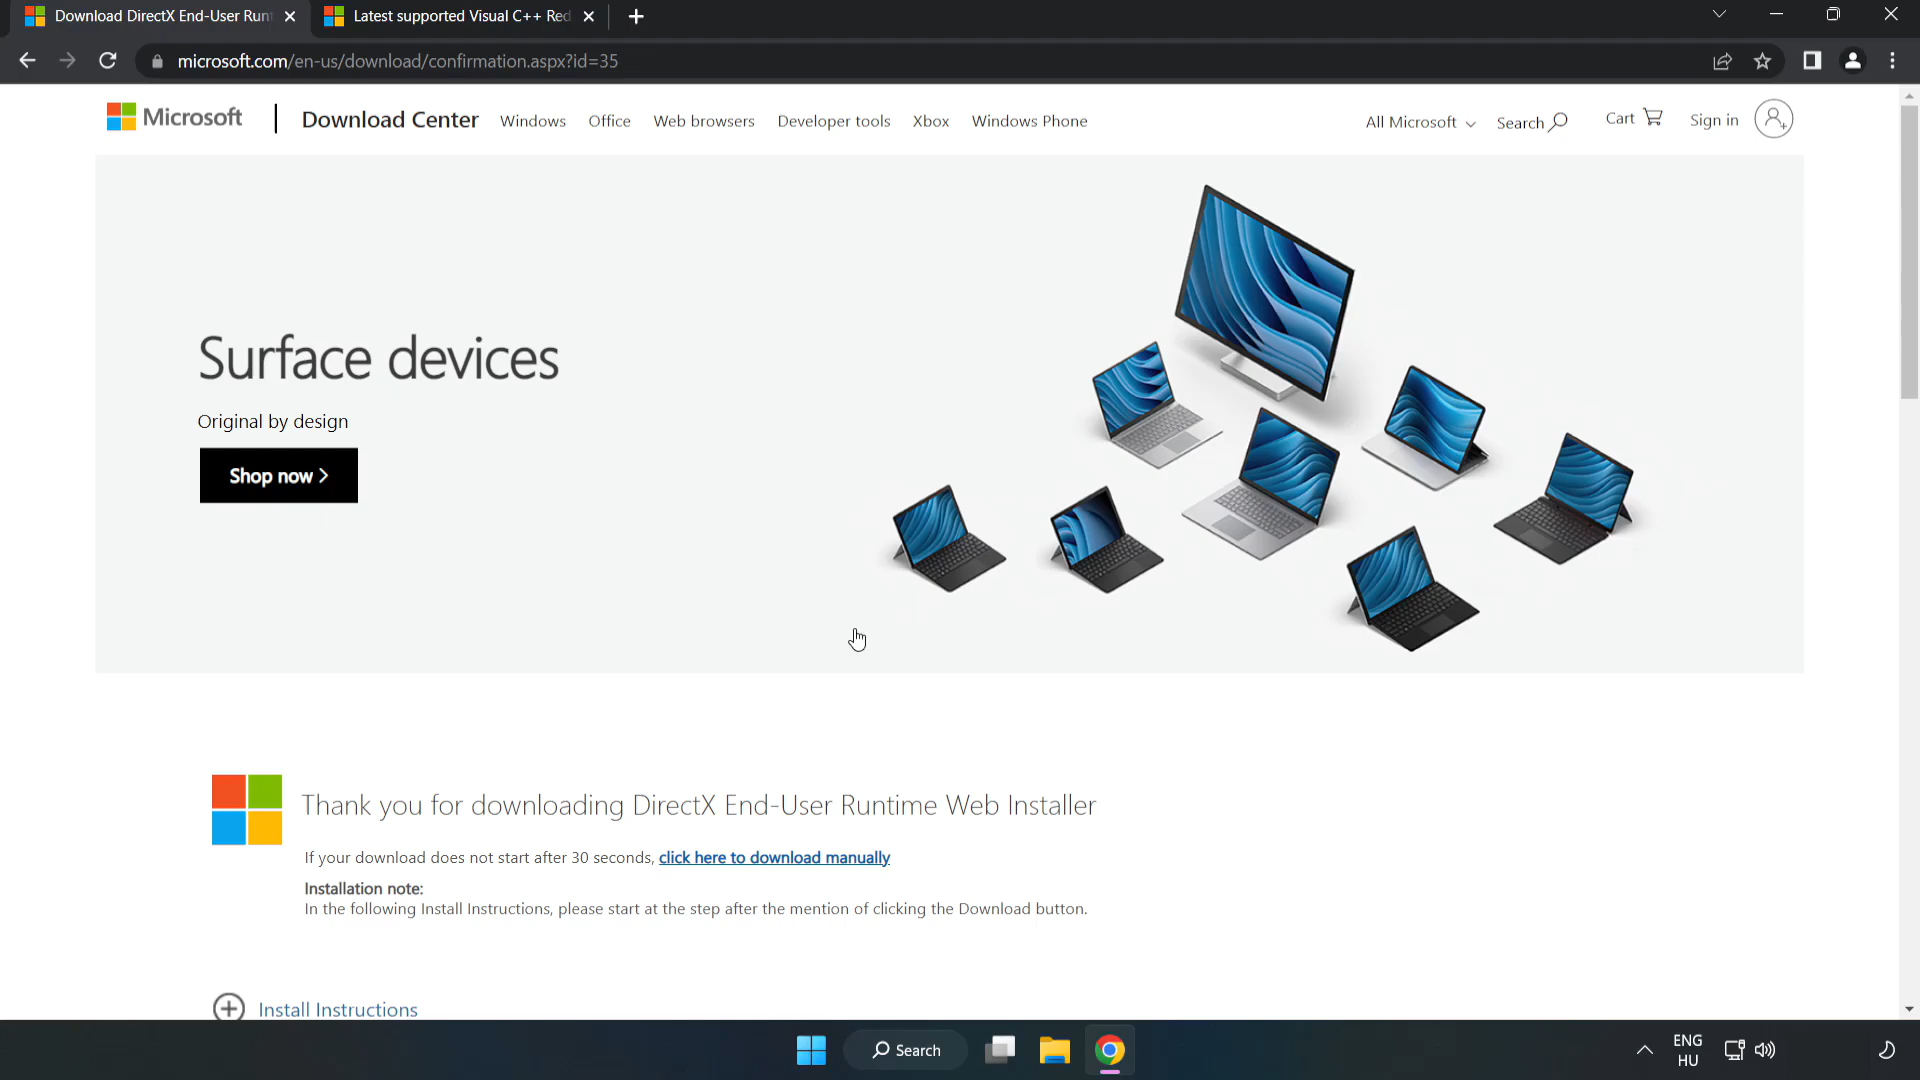 Download DirectX End-User Runt
Latest supported Visual C++ Red
microsoft.com/en-us/download/confirmation.aspx?id=35
Microsoft
Download Center
Windows
Office
Web browsers
Developer tools
Xbox
Windows Phone
All Microsoft
Search
Cart
Sign in
Surface devices
Original by design
Shop now
Thank you for downloading DirectX End-User Runtime Web Installer
If your download does not start after 30 seconds, click here to download manually
Installation note:
In the following Install Instructions, please start at the step after the mention of clicking the Download button.
Install Instructions
Search
ENG
HU